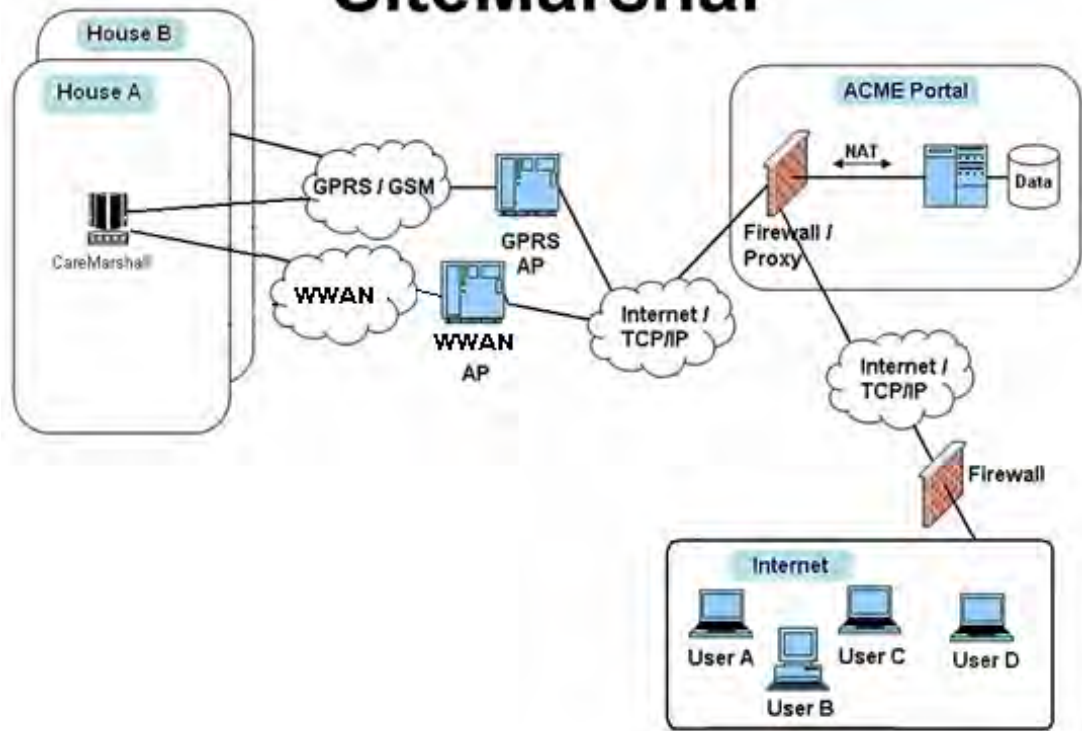 SiteMarshal
House B
House A
CareMarshall
GPRS / GSM
WWAN
GPRS
AP
WWAN
AP
Internet /
TCP/IP
ACME Portal
NAT
Data
Firewall /
Proxy
Internet /
TCP/IP
Firewall
Internet
User A
User B
User C
User D